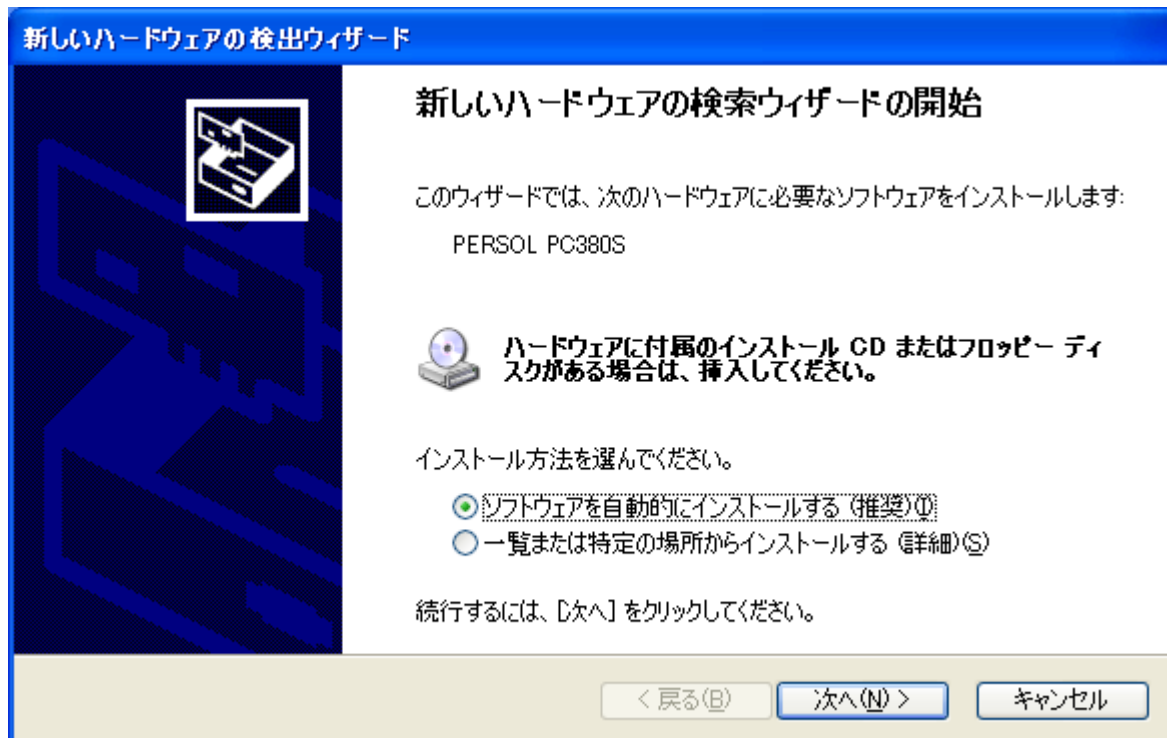 新しいハードウェアの検出ウィザード
新しいハードウェアの検索ウィザードの開始
このウィザードでは、次のハードウェアに必要なソフトウェアをインストールします:
PERSOL PC380S
ハードウェアに付属のインストール CD またはフロッピー ディ
スクがある場合は、挿入してください。
インストール方法を選んでください。
ソフトウェアを自動的にインストールする (推奨)(I)
一覧または特定の場所からインストールする (詳細)(S)
続行するには、[次へ] をクリックしてください。
< 戻る(B)
次へ(N) >
キャンセル